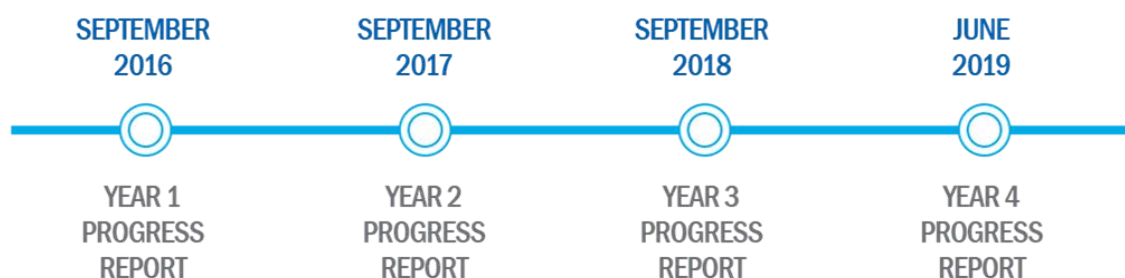 SEPTEMBER
2016
SEPTEMBER
2017
SEPTEMBER
2018
JUNE
2019
YEAR 1
PROGRESS
REPORT
YEAR 2
PROGRESS
REPORT
YEAR 3
PROGRESS
REPORT
YEAR 4
PROGRESS
REPORT